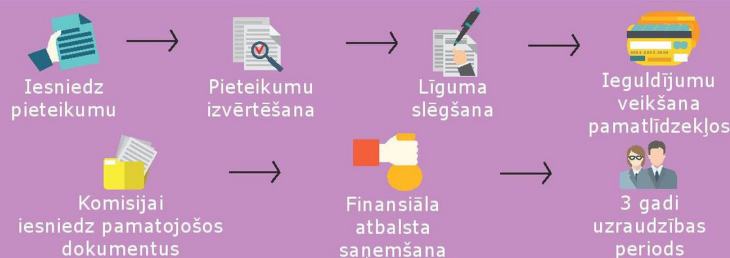 Iesniedz
pieteikumu
Pieteikumu
izvērtēšana
Līguma
slēgšana
Ieguldījumu
veikšana
pamatlīdzekļos
Komisijai
iesniedz pamatojošos
dokumentus
Finansiāla
atbalsta
saņemšana
3 gadi
uzraudzības
periods